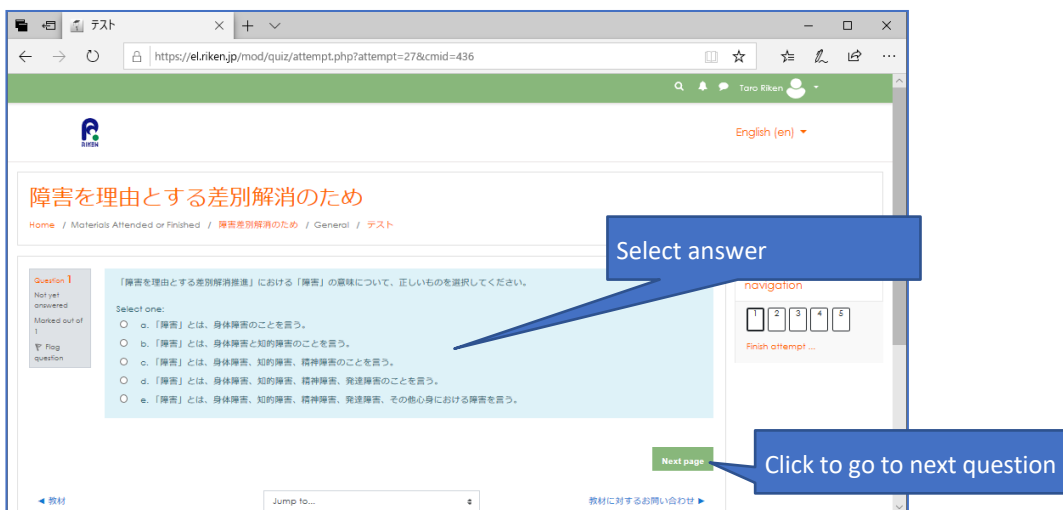 テスト
https://el.riken.jp/mod/quiz/attempt.php?attempt=27&cmid=436
Taro Riken
RIKEN
English (en)
障害を理由とする差別解消のため
Home / Materials Attended or Finished / 障害差別解消のため / General / テスト
Select answer
Question 1
Not yet
answered
Marked out of
1
Flag
question
「障害を理由とする差別解消推進」における「障害」の意味について、正しいものを選択してください。
Select one:
a. 「障害」とは、身体障害のことを言う。
b. 「障害」とは、身体障害と知的障害のことを言う。
c. 「障害」とは、身体障害、知的障害、精神障害のことを言う。
d. 「障害」とは、身体障害、知的障害、精神障害、発達障害のことを言う。
e. 「障害」とは、身体障害、知的障害、精神障害、発達障害、その他心身における障害を言う。
navigation
1 2 3 4 5
Finish attempt ...
Next page
Click to go to next question
◄ 教材
Jump to...
教材に対するお問い合わせ ►